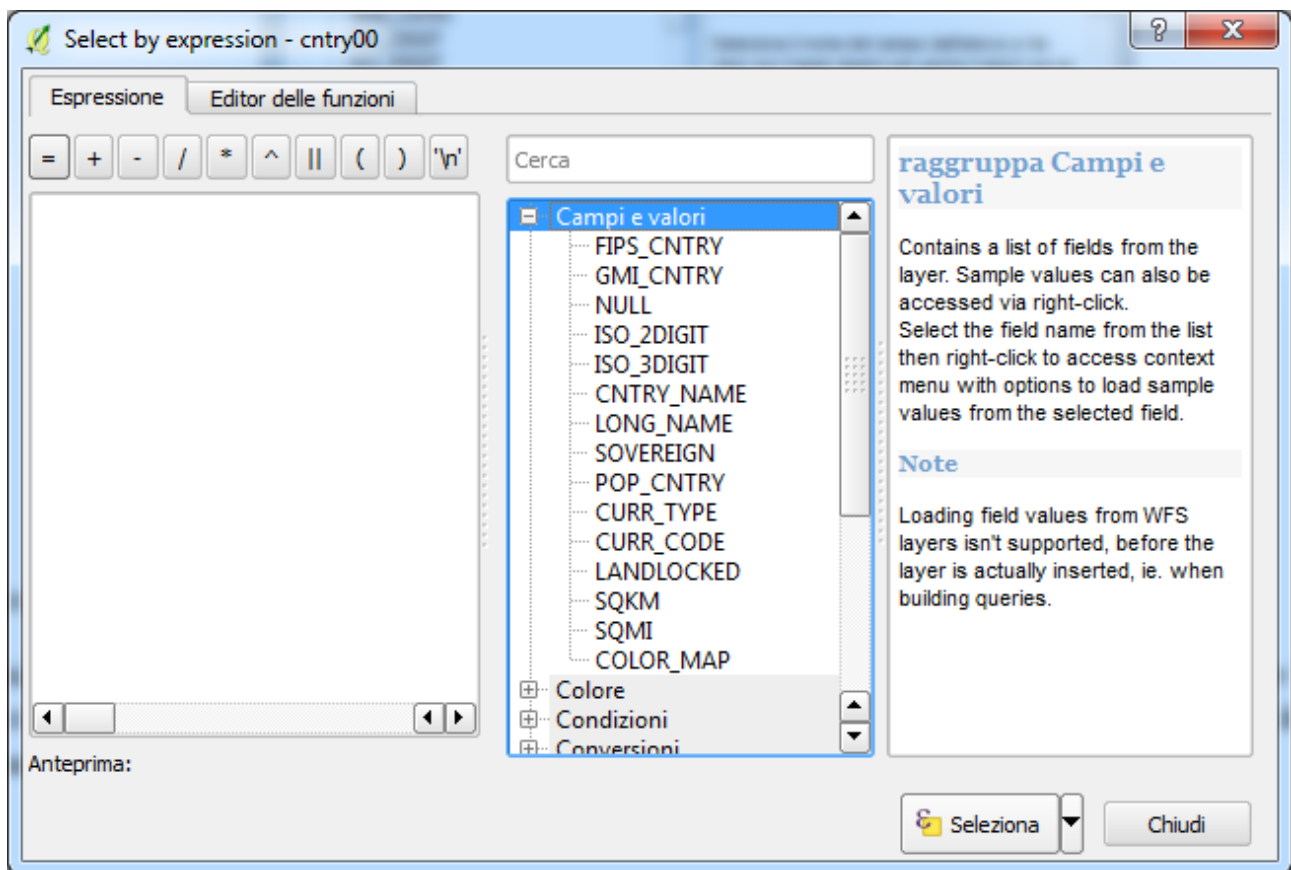 Select by expression - cntry00
?
X
Espressione
Editor delle funzioni
= + - / * ^ || ( ) '\n'
Anteprima:
Cerca
Campi e valori
FIPS_CNTRY
GMI_CNTRY
NULL
ISO_2DIGIT
ISO_3DIGIT
CNTRY_NAME
LONG_NAME
SOVEREIGN
POP_CNTRY
CURR_TYPE
CURR_CODE
LANDLOCKED
SQKM
SQMI
COLOR_MAP
Colore
Condizioni
Conversioni
raggruppa Campi e
valori
Contains a list of fields from the
layer. Sample values can also be
accessed via right-click.
Select the field name from the list
then right-click to access context
menu with options to load sample
values from the selected field.
Note
Loading field values from WFS
layers isn't supported, before the
layer is actually inserted, ie. when
building queries.
Seleziona
Chiudi